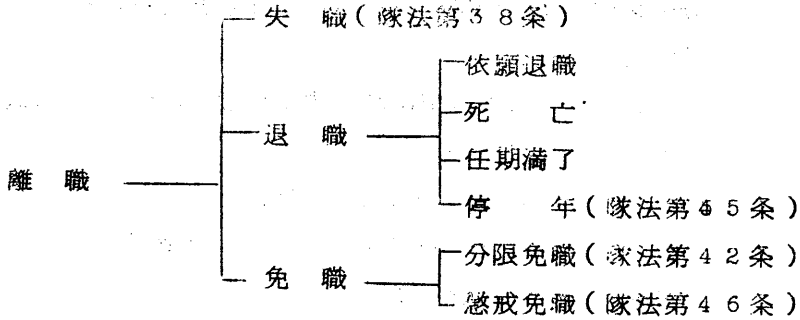 失　職（隊法第３８条）
依願退職
死　亡
退　職
任期満了
離　職
停　年（隊法第４５条）
分限免職（隊法第４２条）
免　職
懲戒免職（隊法第４６条）